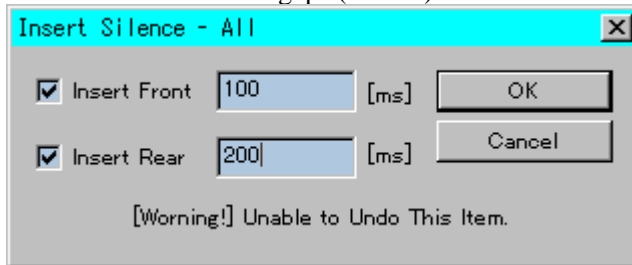 Insert Silence - All
Insert Front 100 [ms] OK
Insert Rear 200 [ms] Cancel
[Worning!] Unable to Undo This Item.